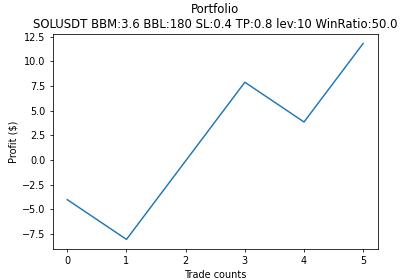 Portfolio
SOLUSDT BBM:3.6 BBL:180 SL:0.4 TP:0.8 lev:10 WinRatio:50.0
12.5
10.0
7.5
5.0
2.5
0.0
−2.5
−5.0
−7.5
Profit ($)
0 1 2 3 4 5
Trade counts